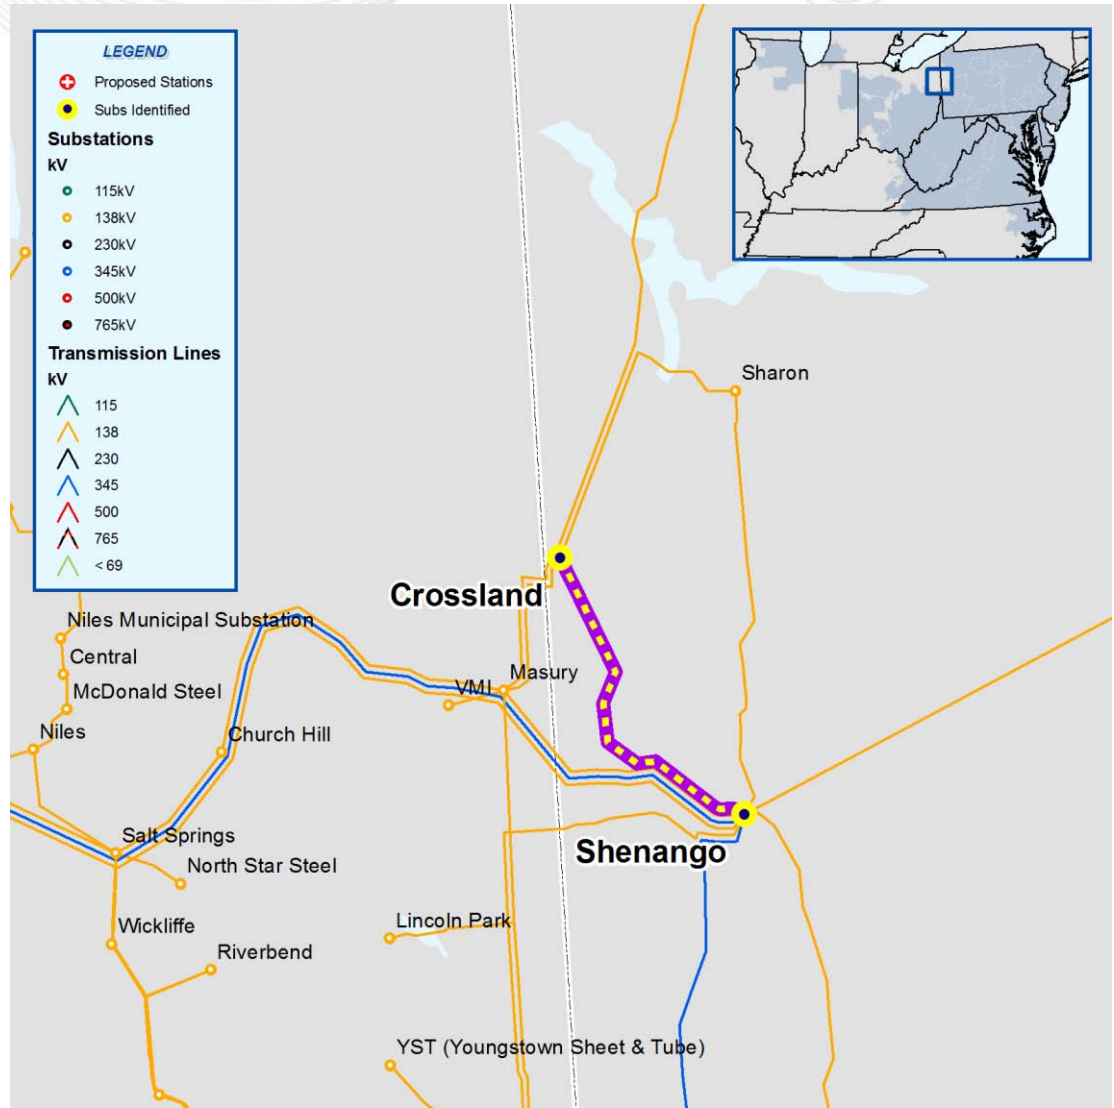 LEGEND
Proposed Stations
Subs Identified
Substations
kV
115kV
138kV
230kV
345kV
500kV
765kV
Transmission Lines
kV
115
138
230
345
500
765
< 69
Sharon
Crossland
Niles Municipal Substation
Central
McDonald Steel
Masury
VMI
Niles
Church Hill
Salt Springs
North Star Steel
Shenango
Wickliffe
Lincoln Park
Riverbend
YST (Youngstown Sheet & Tube)